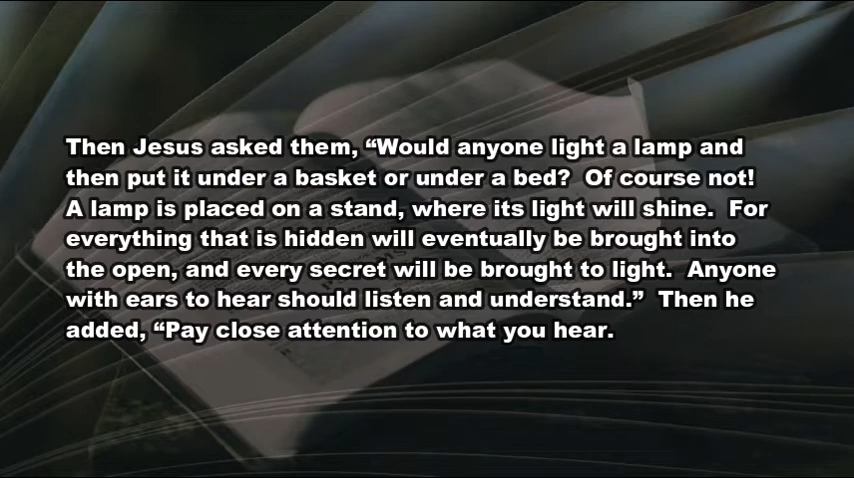 Then Jesus asked them, “Would anyone light a lamp and
then put it under a basket or under a bed?  Of course not!
A lamp is placed on a stand, where its light will shine.  For
everything that is hidden will eventually be brought into
the open, and every secret will be brought to light.  Anyone
with ears to hear should listen and understand.”  Then he
added, “Pay close attention to what you hear.